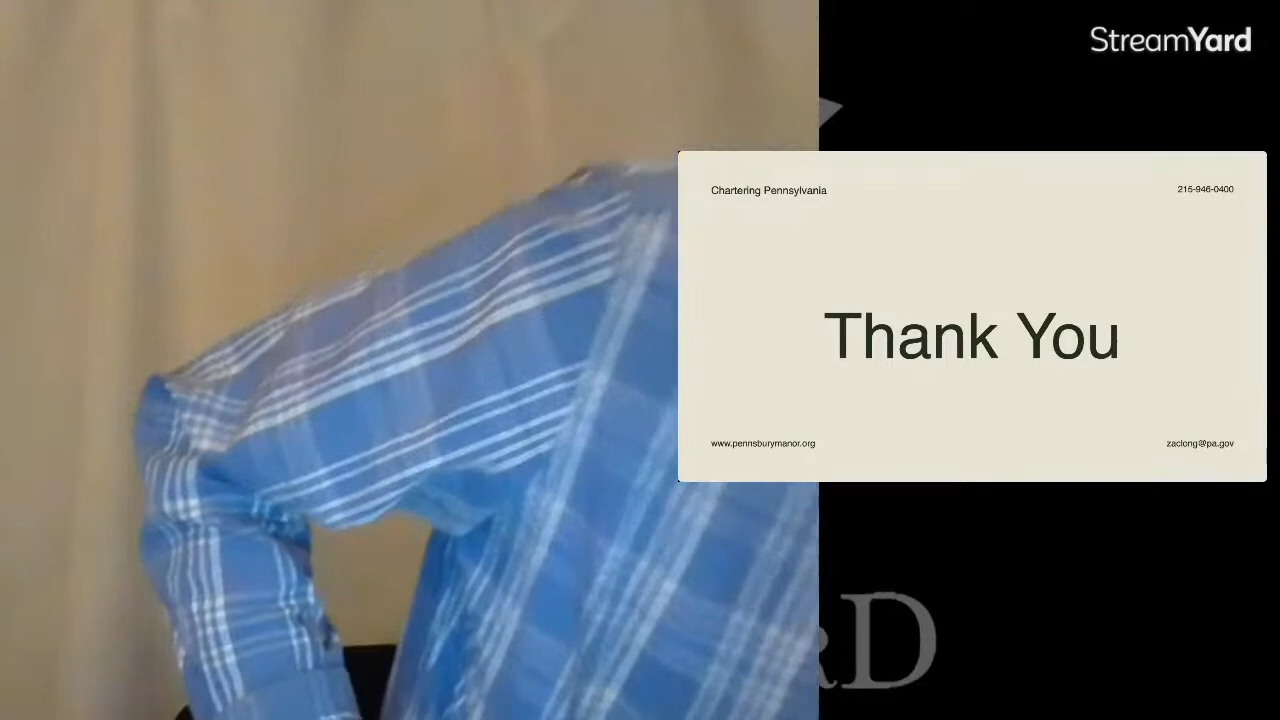 StreamYard
Chartering Pennsylvania
215-946-0400
Thank You
www.pennsburymanor.org
zaclong@pa.gov
D